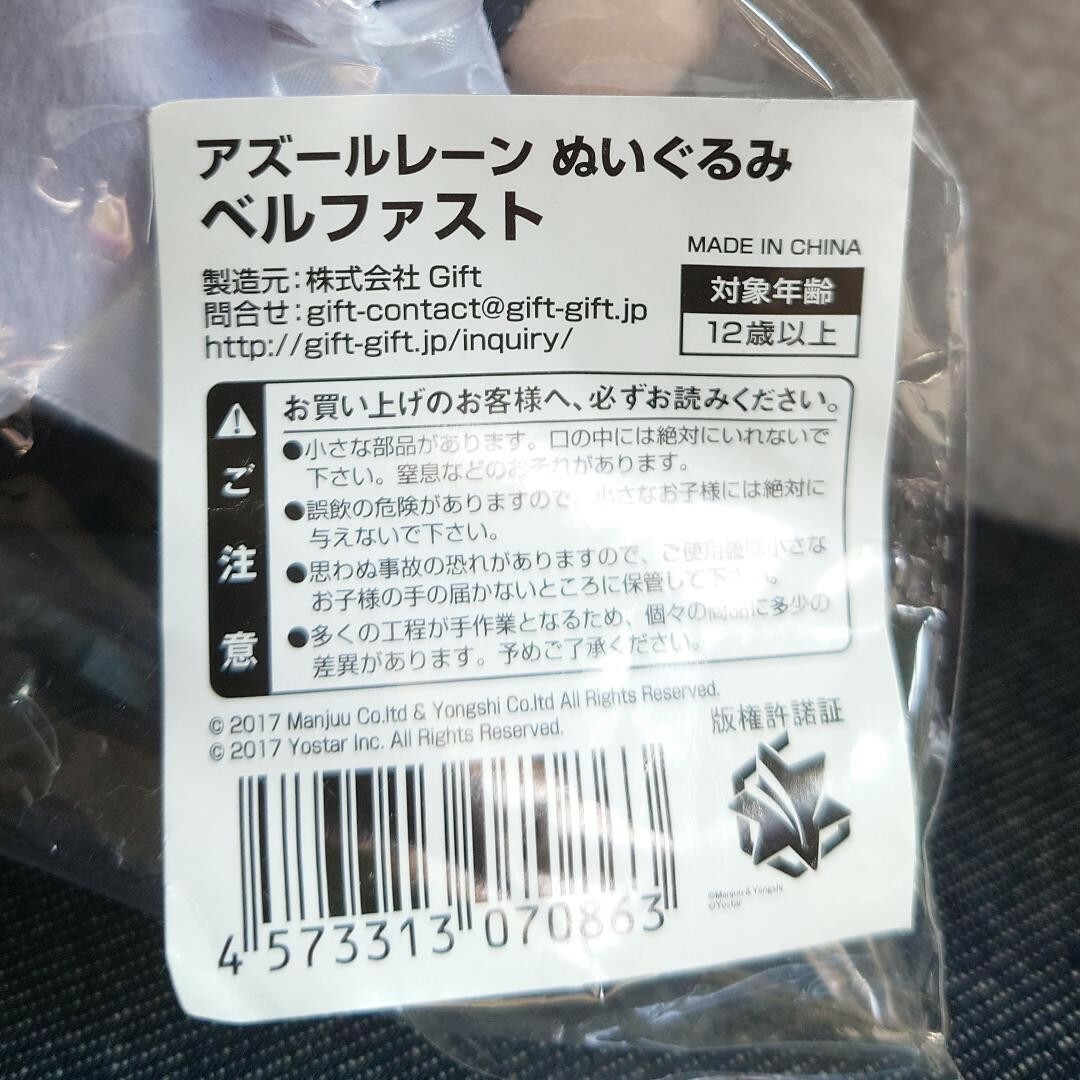 アズールレーン ぬいぐるみ
ベルファスト
MADE IN CHINA
製造元:株式会社 Gift
問合せ:gift-contact@gift-gift.jp
http://gift-gift.jp/inquiry/
対象年齢
12歳以上
ご注意
お買い上げのお客様へ、必ずお読みください。
●小さな部品があります。口の中には絶対にいれないで
下さい。窒息などのおそれがあります。
●誤飲の危険がありますので、小さなお子様には絶対に
与えないで下さい。
●思わぬ事故の恐れがありますので、ご使用後は小さな
お子様の手の届かないところに保管して下さい。
●多くの工程が手作業となるため、個々の商品に多少の
差異があります。予めご了承ください。
© 2017 Manjuu Co.ltd & Yongshi Co.ltd All Rights Reserved.
© 2017 Yostar Inc. All Rights Reserved.
版権許諾証
©Manjuu & Yongshi
©Yostar
4 573313 070863